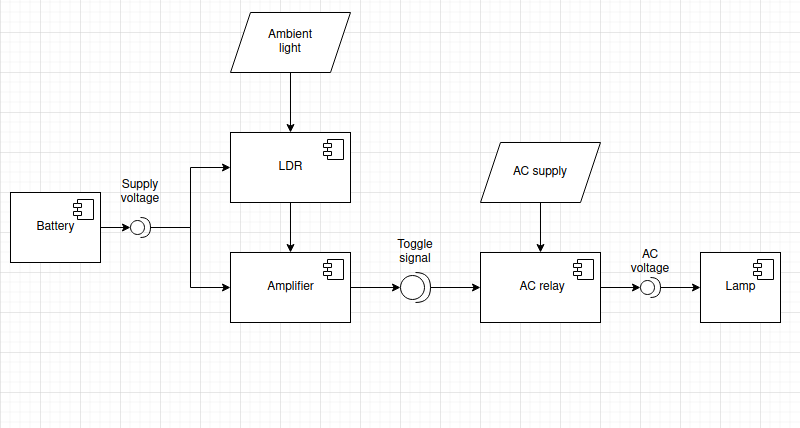 Ambient
light
LDR
AC supply
Supply
voltage
Battery
Toggle
signal
AC
voltage
Amplifier
AC relay
Lamp